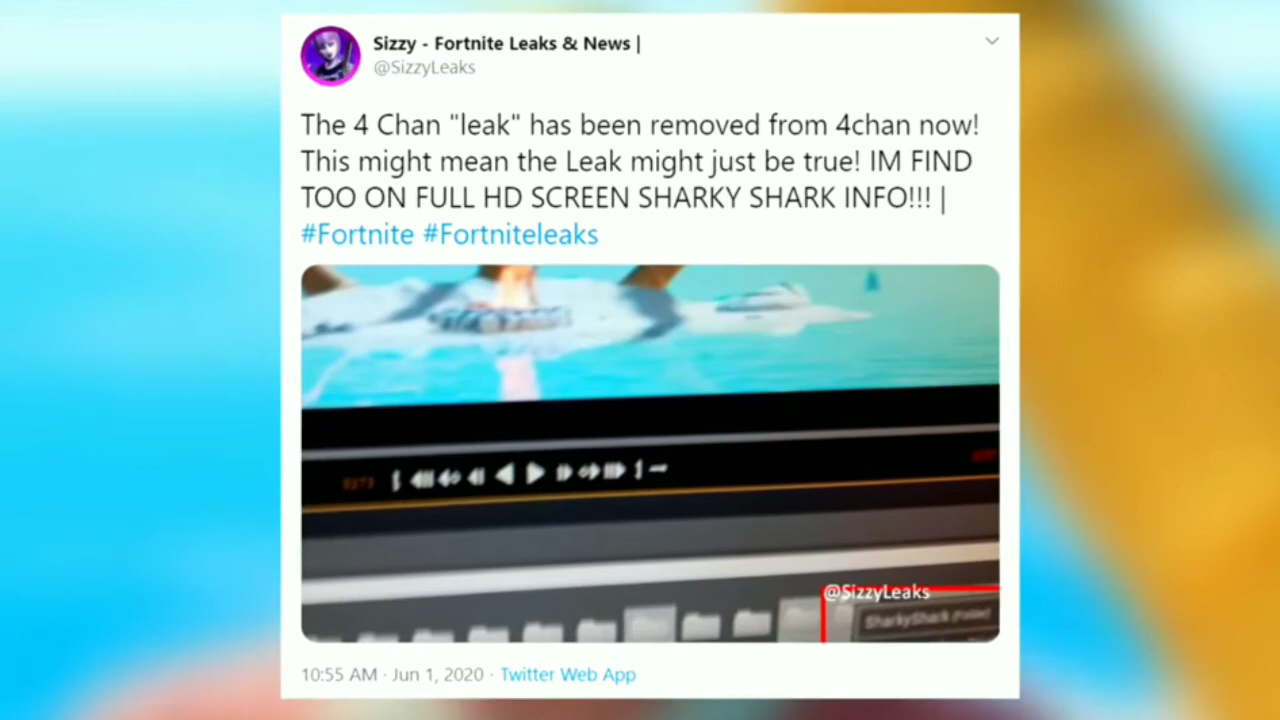 Sizzy - Fortnite Leaks & News |
@SizzyLeaks
The 4 Chan "leak" has been removed from 4chan now!
This might mean the Leak might just be true! IM FIND
TOO ON FULL HD SCREEN SHARKY SHARK INFO!!! |
#Fortnite #Fortniteleaks
@SizzyLeaks
SharkyShark (Folder)
10:55 AM · Jun 1, 2020 · Twitter Web App